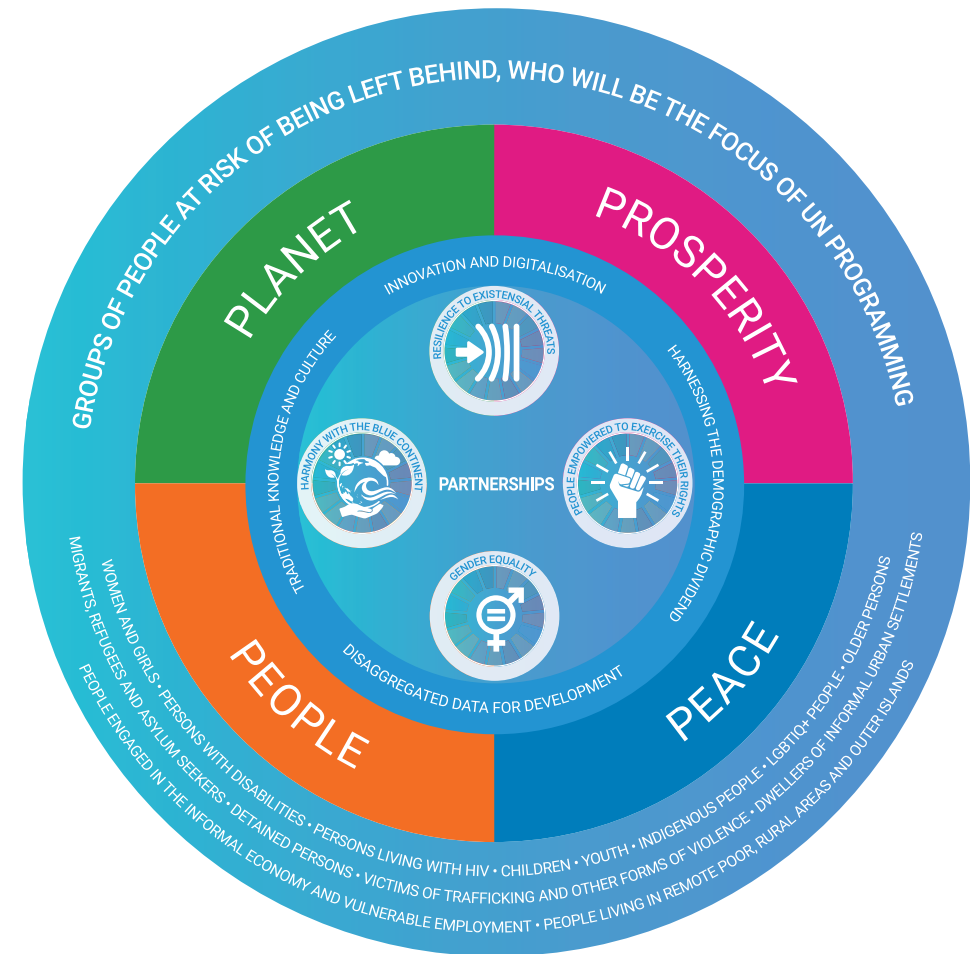 GROUPS OF PEOPLE AT RISK OF BEING LEFT BEHIND, WHO WILL BE THE FOCUS OF UN PROGRAMMING
PLANET
PROSPERITY
INNOVATION AND DIGITALISATION
TRADITIONAL KNOWLEDGE AND CULTURE
HARNESSING THE DEMOGRAPHIC DIVIDEND
RESILIENCE TO EXISTENSIAL THREATS
HARMONY WITH THE BLUE CONTINENT
PARTNERSHIPS
PEOPLE EMPOWERED TO EXERCISE THEIR RIGHTS
GENDER EQUALITY
DISAGGREGATED DATA FOR DEVELOPMENT
PEOPLE
PEACE
WOMEN AND GIRLS • PERSONS WITH DISABILITIES • PERSONS LIVING WITH HIV • CHILDREN • YOUTH • INDIGENOUS PEOPLE • LGBTIQ+ PEOPLE • OLDER PERSONS
MIGRANTS, REFUGEES AND ASYLUM SEEKERS • DETAINED PERSONS • VICTIMS OF TRAFFICKING AND OTHER FORMS OF VIOLENCE • DWELLERS OF INFORMAL URBAN SETTLEMENTS
PEOPLE ENGAGED IN THE INFORMAL ECONOMY AND VULNERABLE EMPLOYMENT • PEOPLE LIVING IN REMOTE POOR, RURAL AREAS AND OUTER ISLANDS